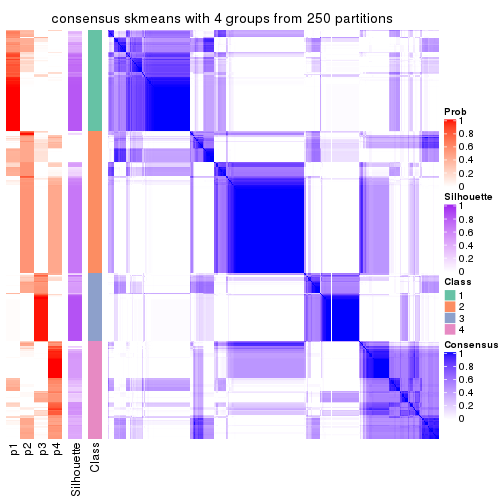 consensus skmeans with 4 groups from 250 partitions
Prob
1
0.8
0.6
0.4
0.2
0
Silhouette
1
0.8
0.6
0.4
0.2
0
Class
1
2
3
4
Consensus
1
0.8
0.6
0.4
0.2
0
p1
p2
p3
p4
Silhouette
Class